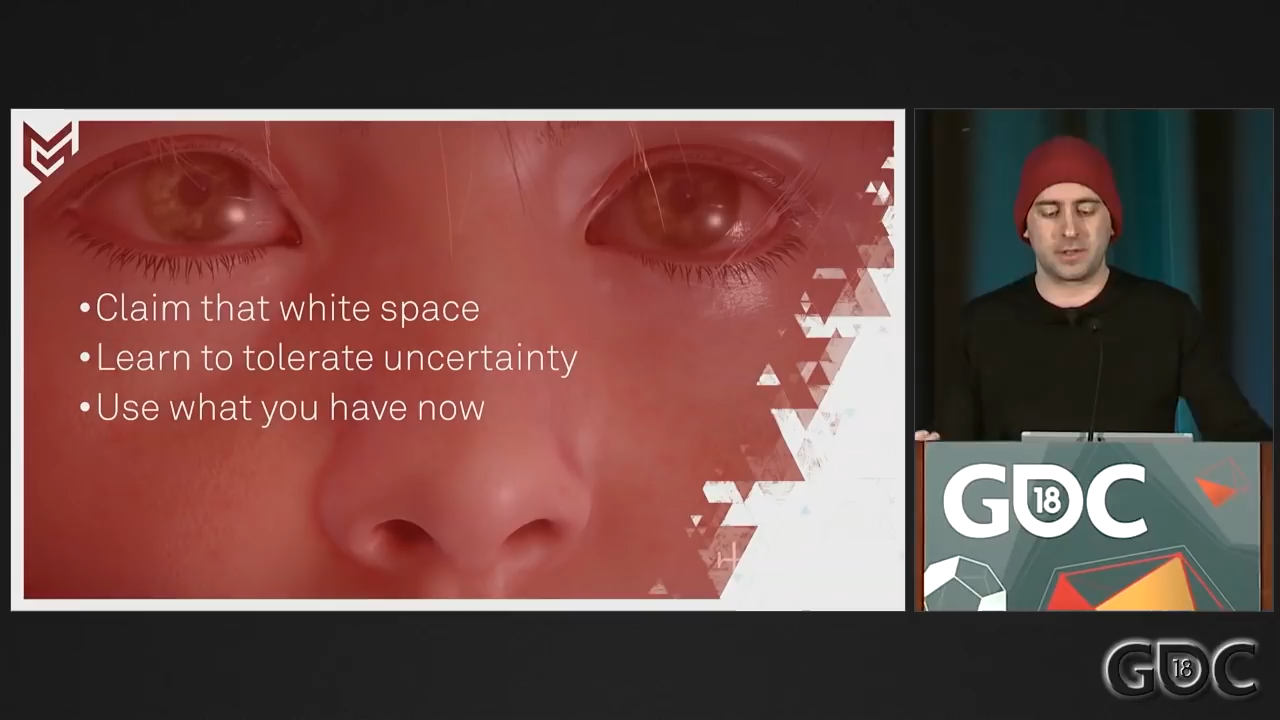 •Claim that white space
•Learn to tolerate uncertainty
•Use what you have now
GDC
18
GDC
18